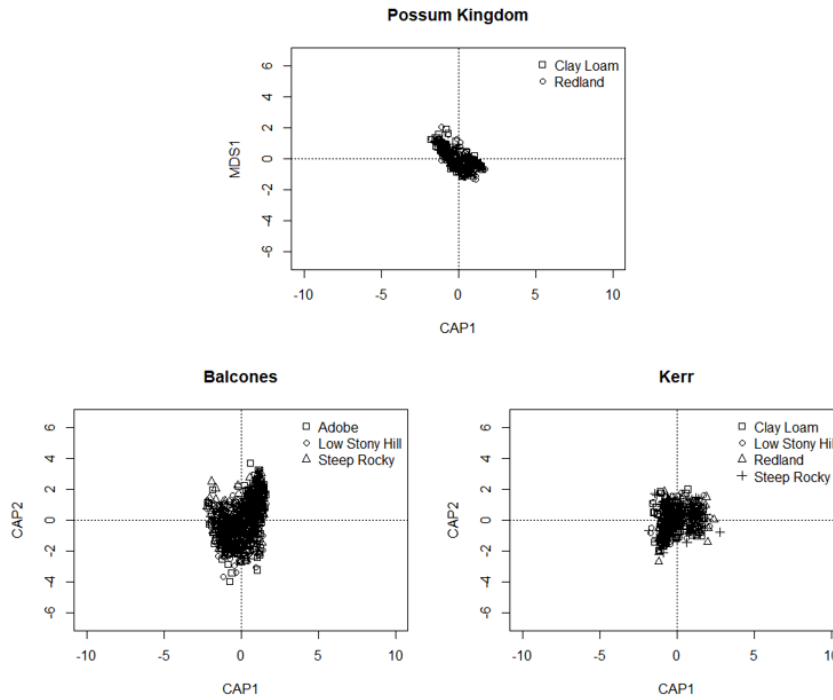 Possum Kingdom
Clay Loam
Redland
6
4
2
0
-2
-4
-6
MDS1
-10 -5 0 5 10
CAP1
Balcones
Adobe
Low Stony Hill
Steep Rocky
6
4
2
0
-2
-4
-6
CAP2
-10 -5 0 5 10
CAP1
Kerr
Clay Loam
Low Stony Hill
Redland
Steep Rocky
6
4
2
0
-2
-4
-6
CAP2
-10 -5 0 5 10
CAP1